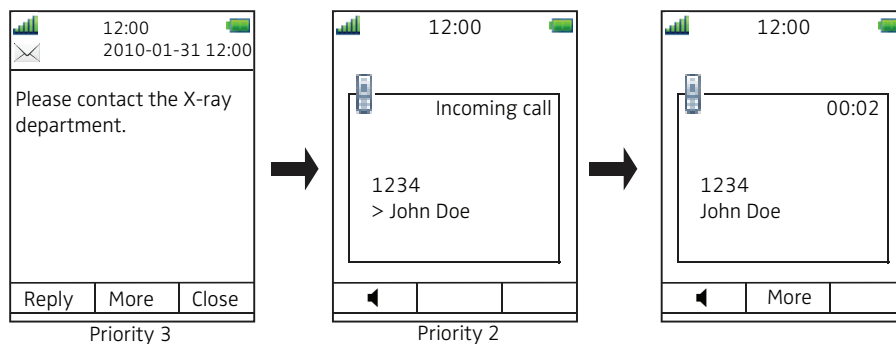 12:00
2010-01-31 12:00
Please contact the X-ray
department.
Reply More Close
Priority 3
12:00
Incoming call
1234
> John Doe
Priority 2
12:00
00:02
1234
John Doe
More